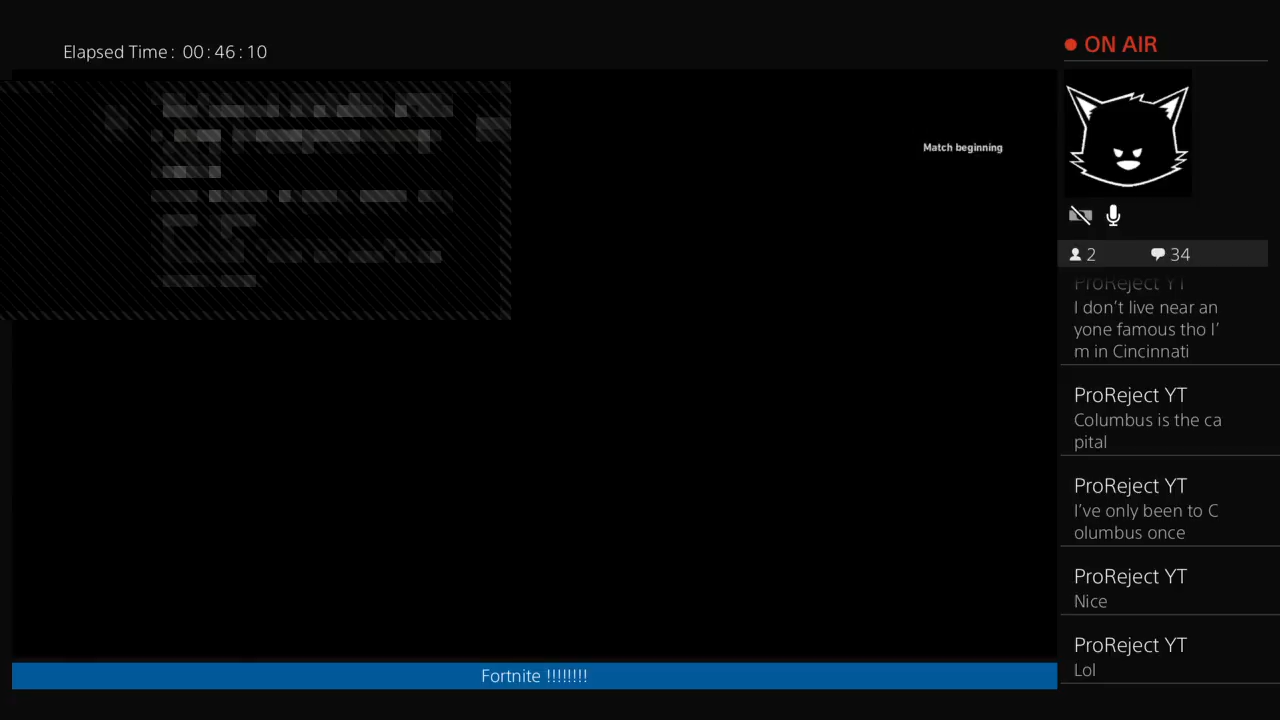 Elapsed Time: 00:46:10
ON AIR
Match beginning
2 34
ProReject YT
I don't live near an
yone famous tho I'
m in Cincinnati
ProReject YT
Columbus is the ca
pital
ProReject YT
I've only been to C
olumbus once
ProReject YT
Nice
ProReject YT
Lol
Fortnite !!!!!!!!